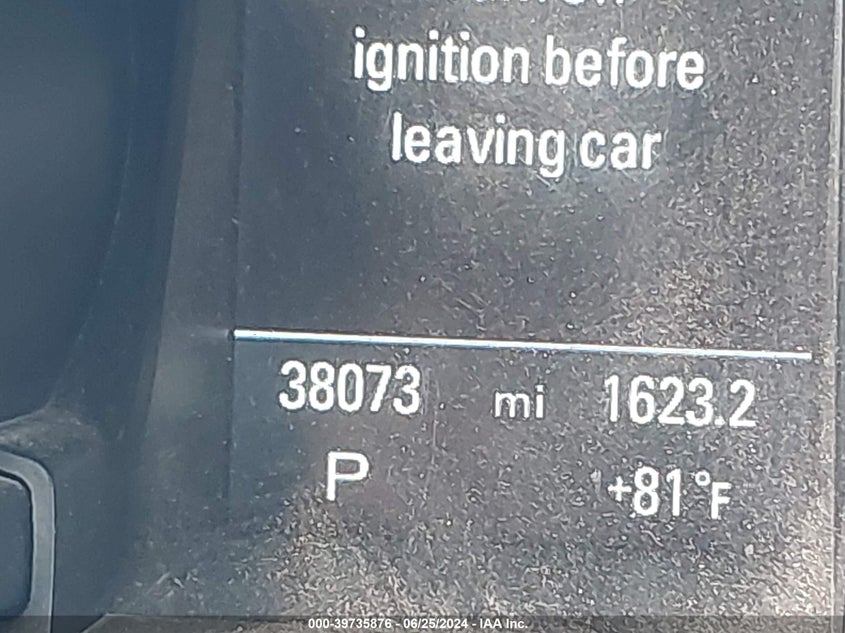 ignition before
leaving car
38073 mi 1623.2
P +81°F
000-39735876 - 06/25/2024 - IAA Inc.